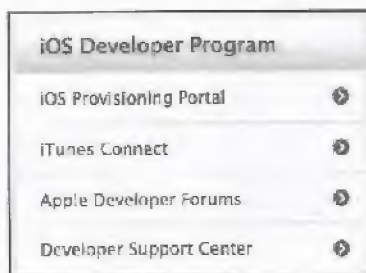 iOS Developer Program
iOS Provisioning Portal
iTunes Connect
Apple Developer Forums
Developer Support Center